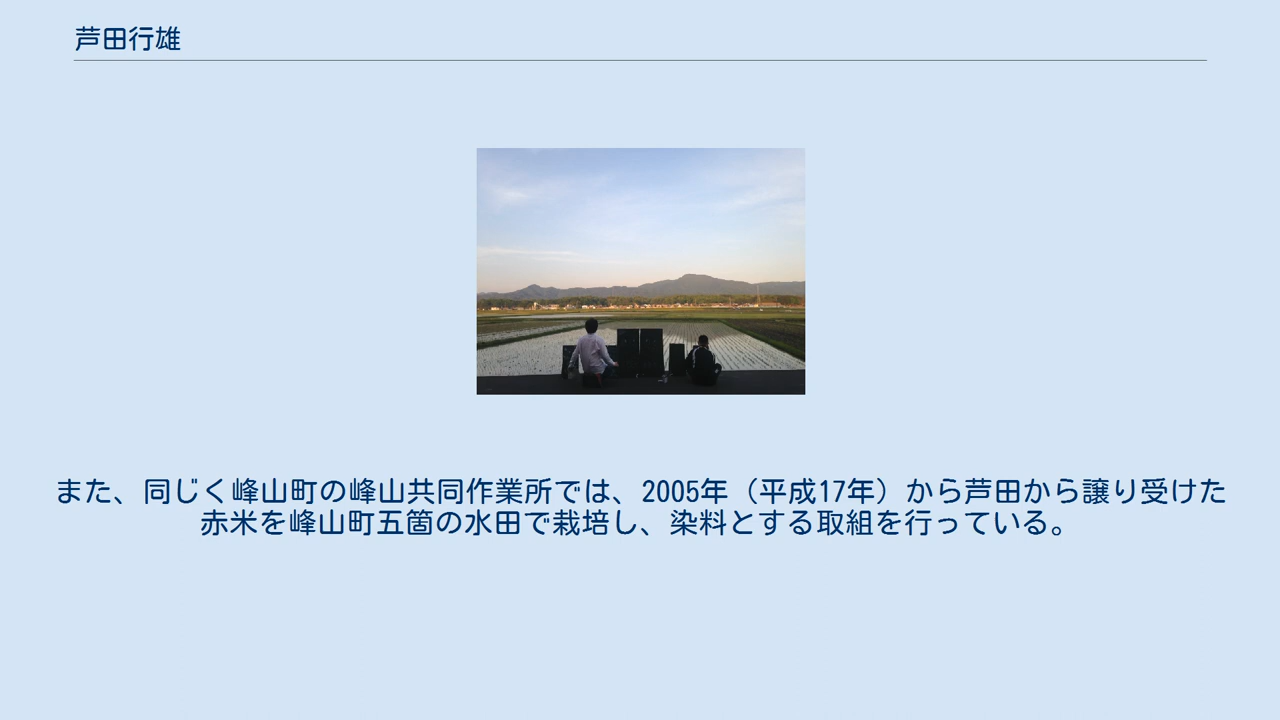 芦田行雄
また、同じく峰山町の峰山共同作業所では、2005年（平成17年）から芦田から譲り受けた
赤米を峰山町五箇の水田で栽培し、染料とする取組を行っている。